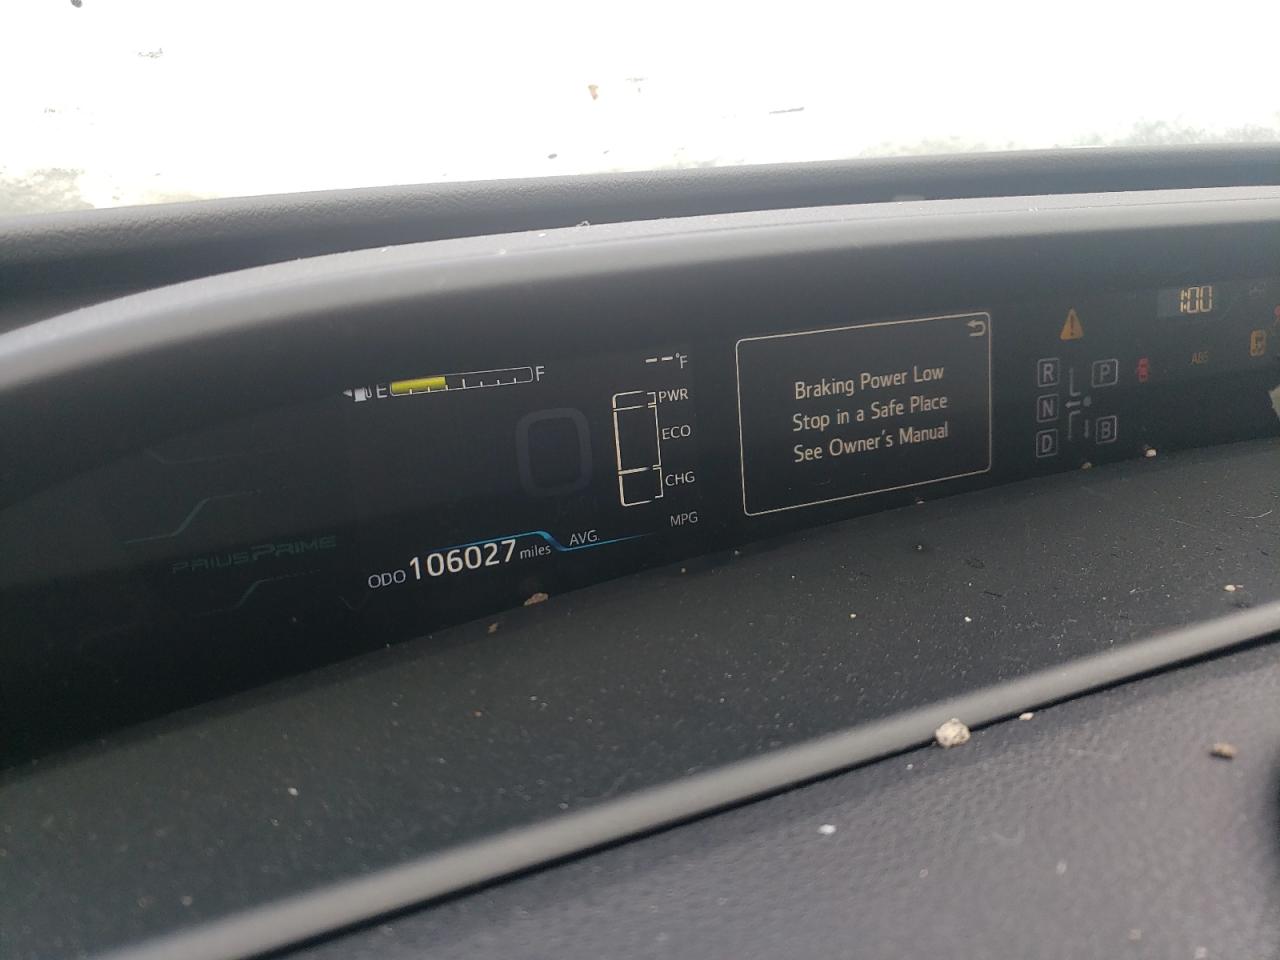 E F
--°F
PWR
ECO
CHG
MPG
AVG.
ODO 106027 miles
PRIUS PRIME
0
Braking Power Low
Stop in a Safe Place
See Owner's Manual
1:00
ABS
R P
N
D B